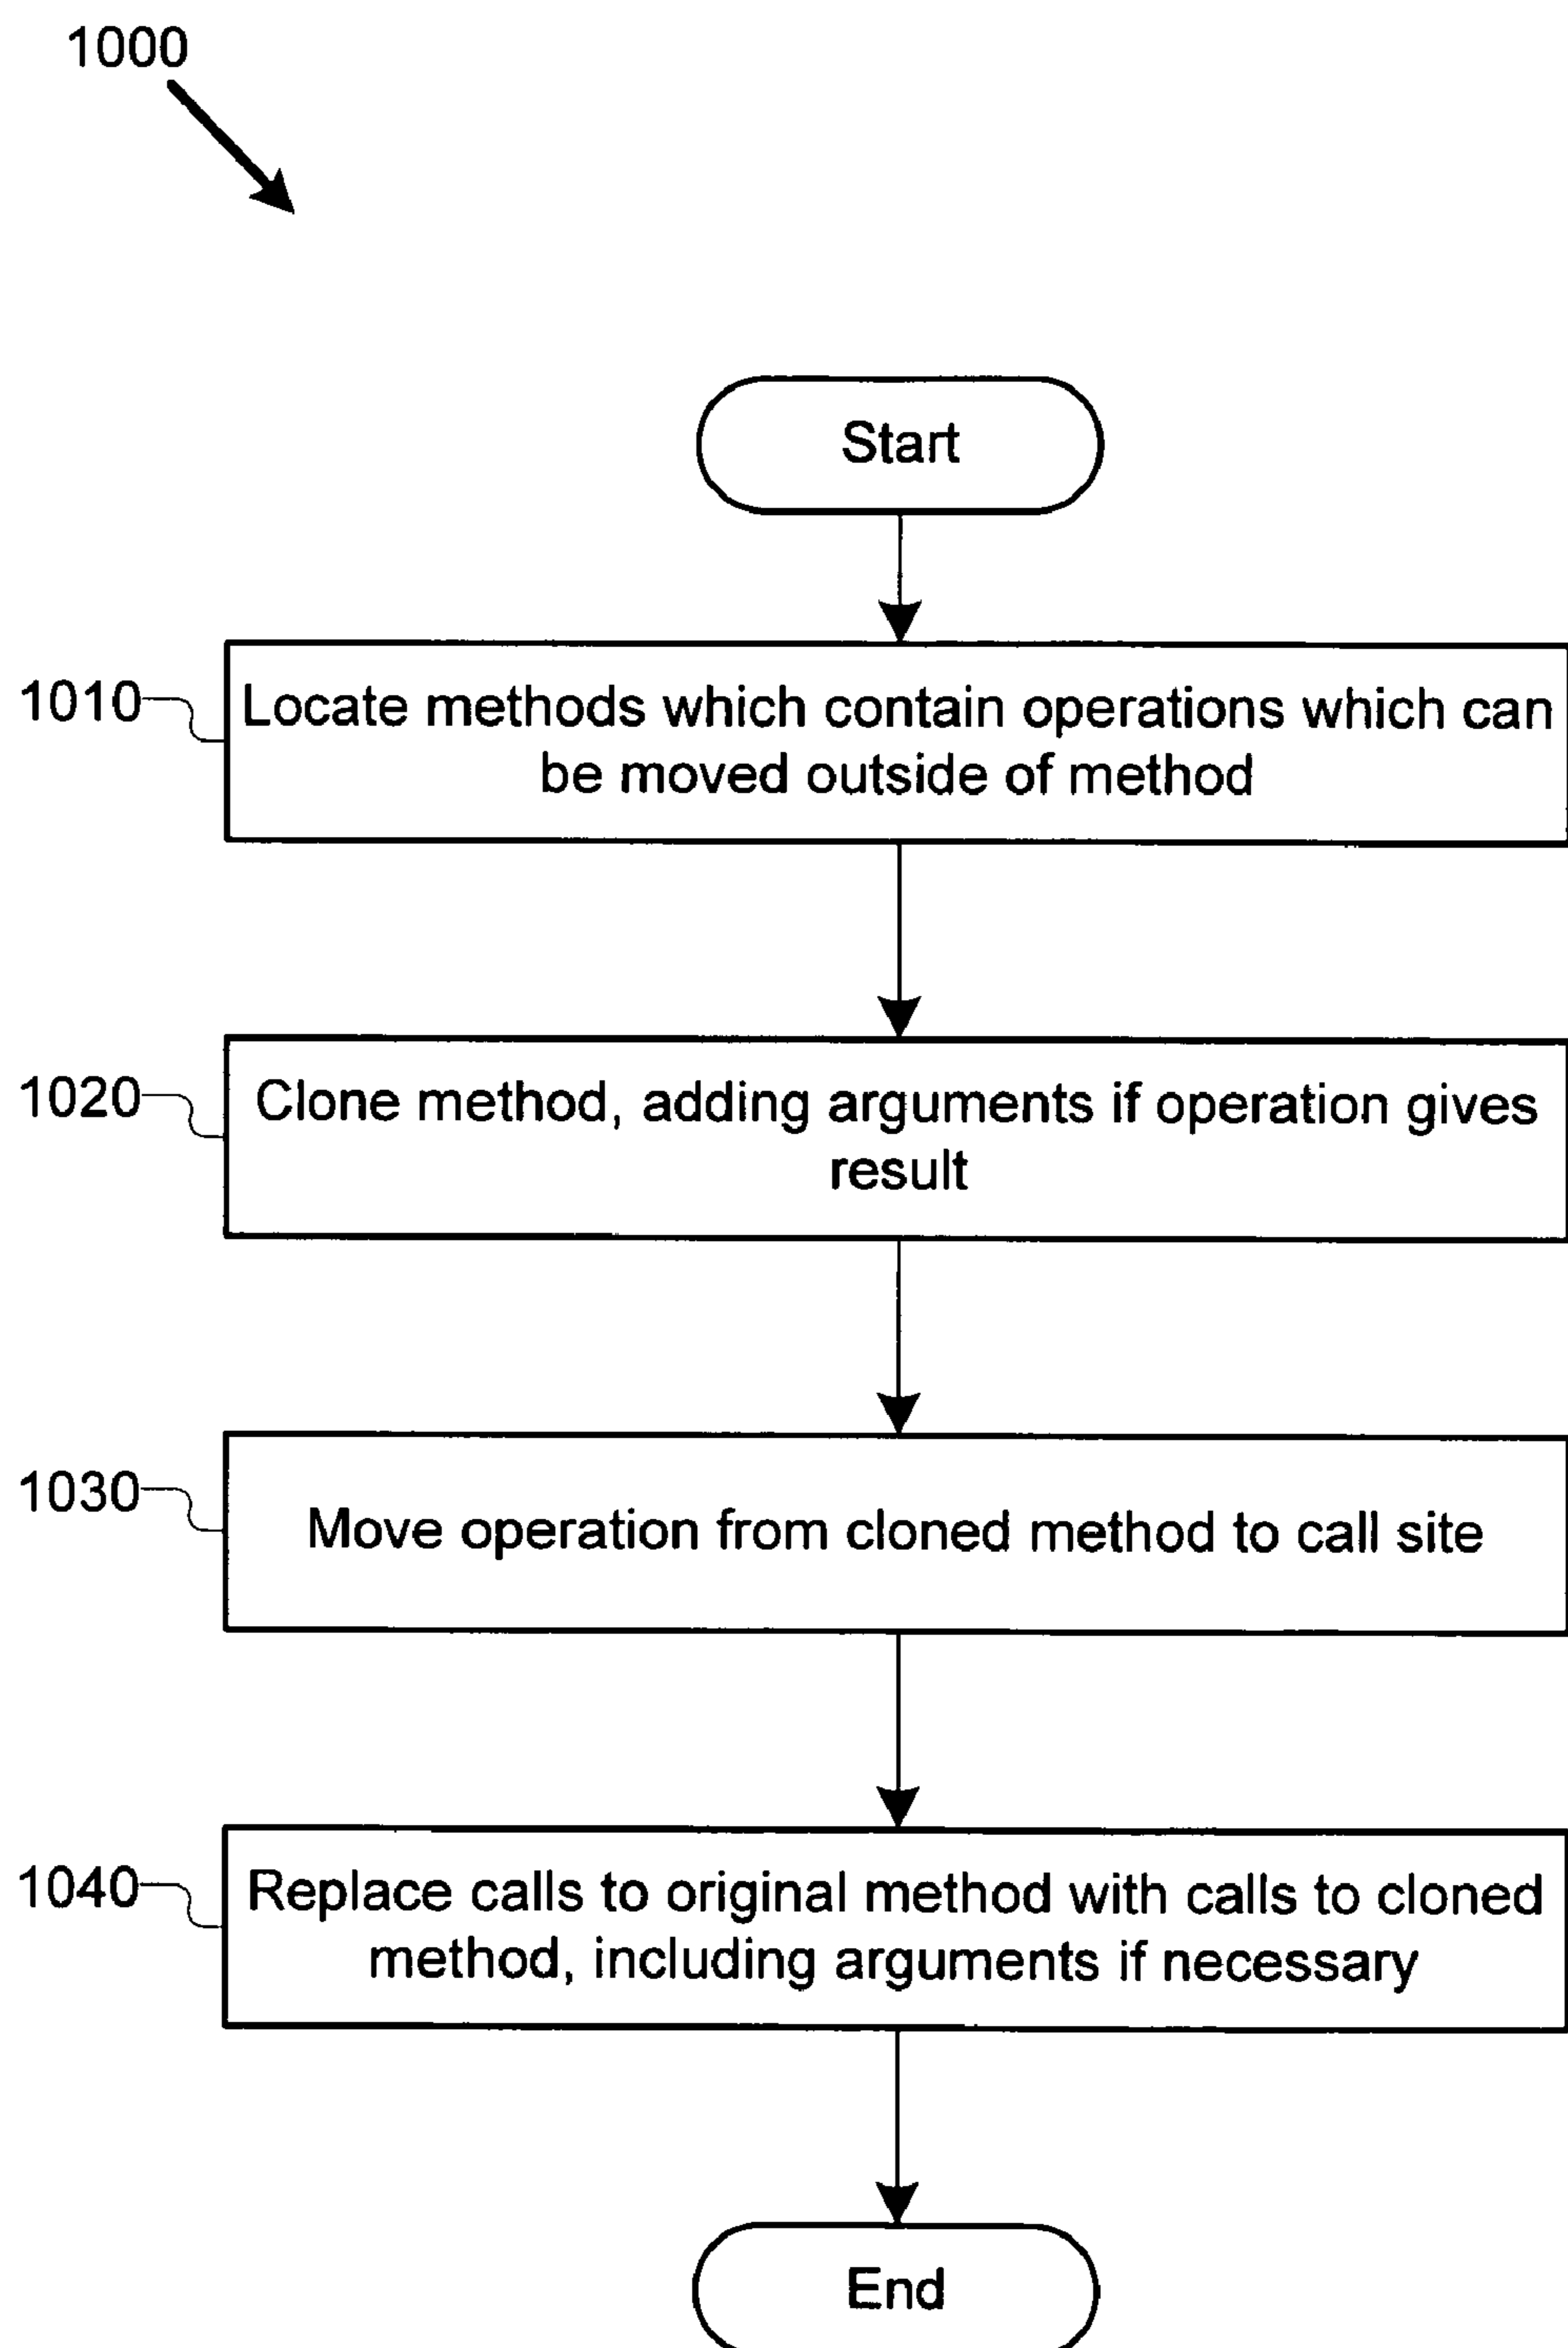 1000
Start
1010
Locate methods which contain operations which can
be moved outside of method
1020
Clone method, adding arguments if operation gives
result
1030
Move operation from cloned method to call site
1040
Replace calls to original method with calls to cloned
method, including arguments if necessary
End